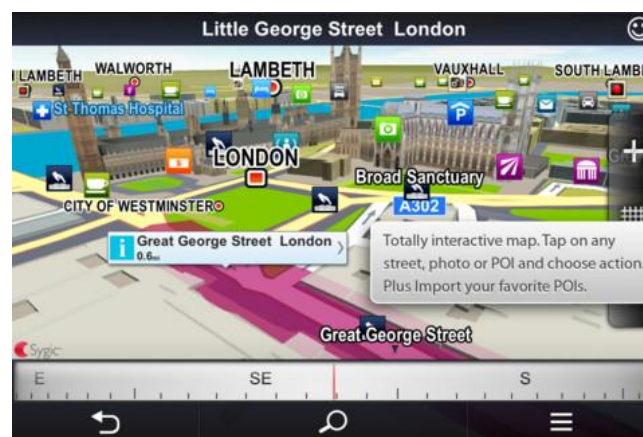 Little George Street London
LAMBETH
WALWORTH
LAMBETH
VAUXHALL
SOUTH LAMB
St Thomas Hospital
P
LONDON
Broad Sanctuary
CITY OF WESTMINSTER
A302
i Great George Street London
0.6mi
Totally interactive map. Tap on any
street, photo or POI and choose action
Plus Import your favorite POIs.
Great George Street
Sygic
E SE S